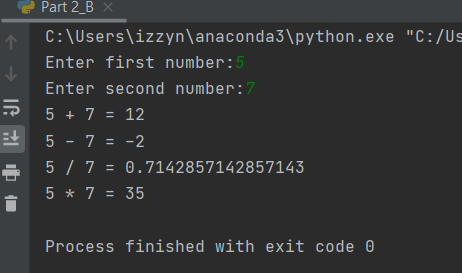 Part 2_B
C:\Users\izzyn\anaconda3\python.exe "C:/Us
Enter first number:5
Enter second number:7
5 + 7 = 12
5 - 7 = -2
5 / 7 = 0.7142857142857143
5 * 7 = 35
Process finished with exit code 0